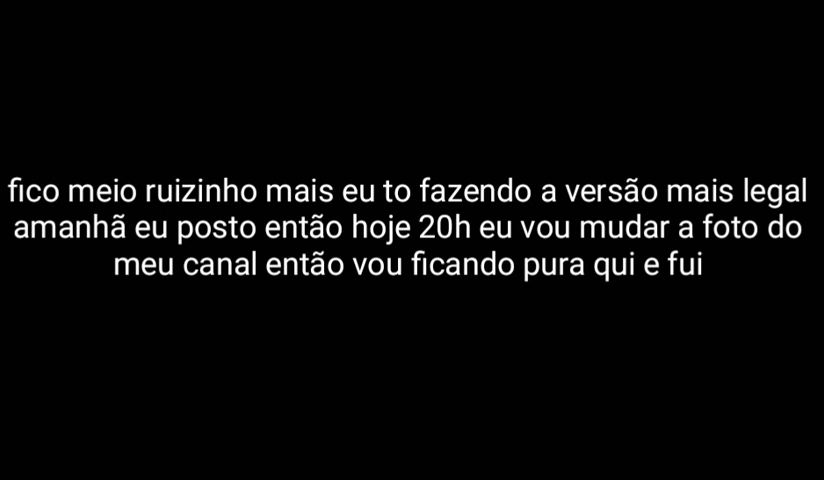 fico meio ruizinho mais eu to fazendo a versão mais legal
amanhã eu posto então hoje 20h eu vou mudar a foto do
meu canal então vou ficando pura qui e fui